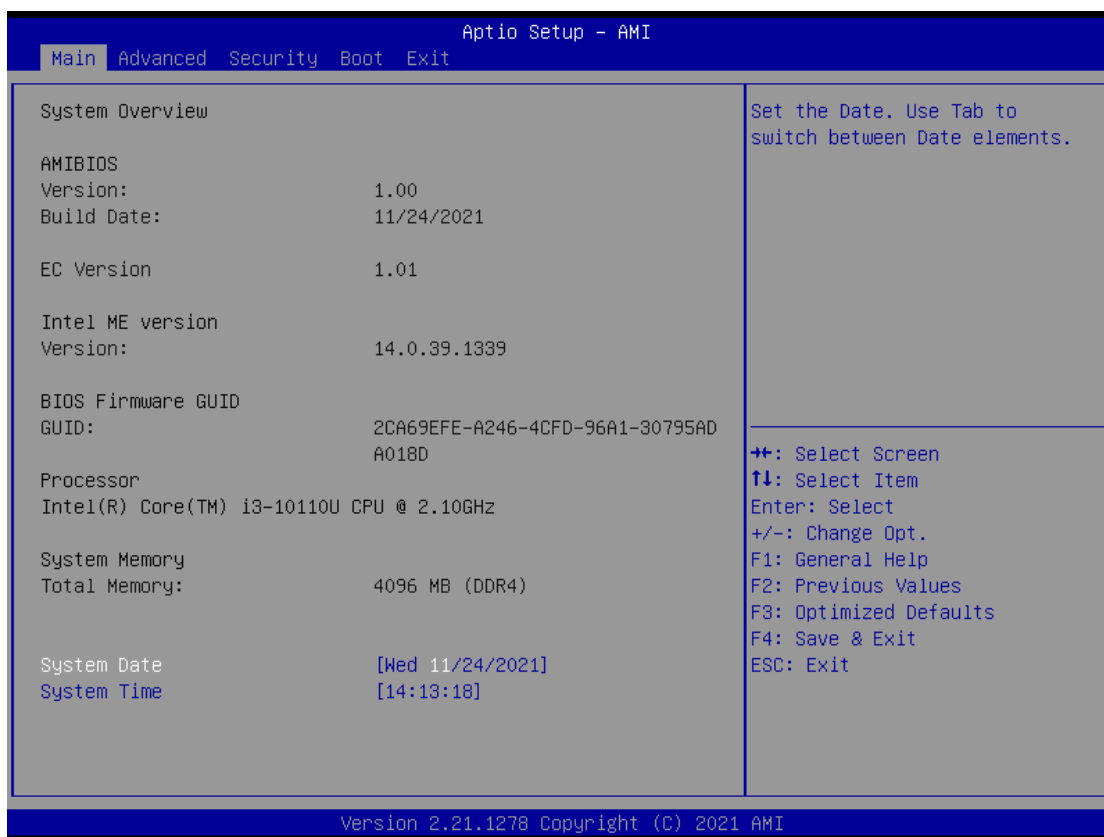 Aptio Setup – AMI
Main Advanced Security Boot Exit
System Overview
AMIBIOS
Version: 1.00
Build Date: 11/24/2021
EC Version 1.01
Intel ME version
Version: 14.0.39.1339
BIOS Firmware GUID
GUID: 2CA69EFE-A246-4CFD-96A1-30795AD
A018D
Processor
Intel(R) Core(TM) i3-10110U CPU @ 2.10GHz
System Memory
Total Memory: 4096 MB (DDR4)
System Date [Wed 11/24/2021]
System Time [14:13:18]
Set the Date. Use Tab to
switch between Date elements.
→←: Select Screen
↑↓: Select Item
Enter: Select
+/-: Change Opt.
F1: General Help
F2: Previous Values
F3: Optimized Defaults
F4: Save & Exit
ESC: Exit
Version 2.21.1278 Copyright (C) 2021 AMI